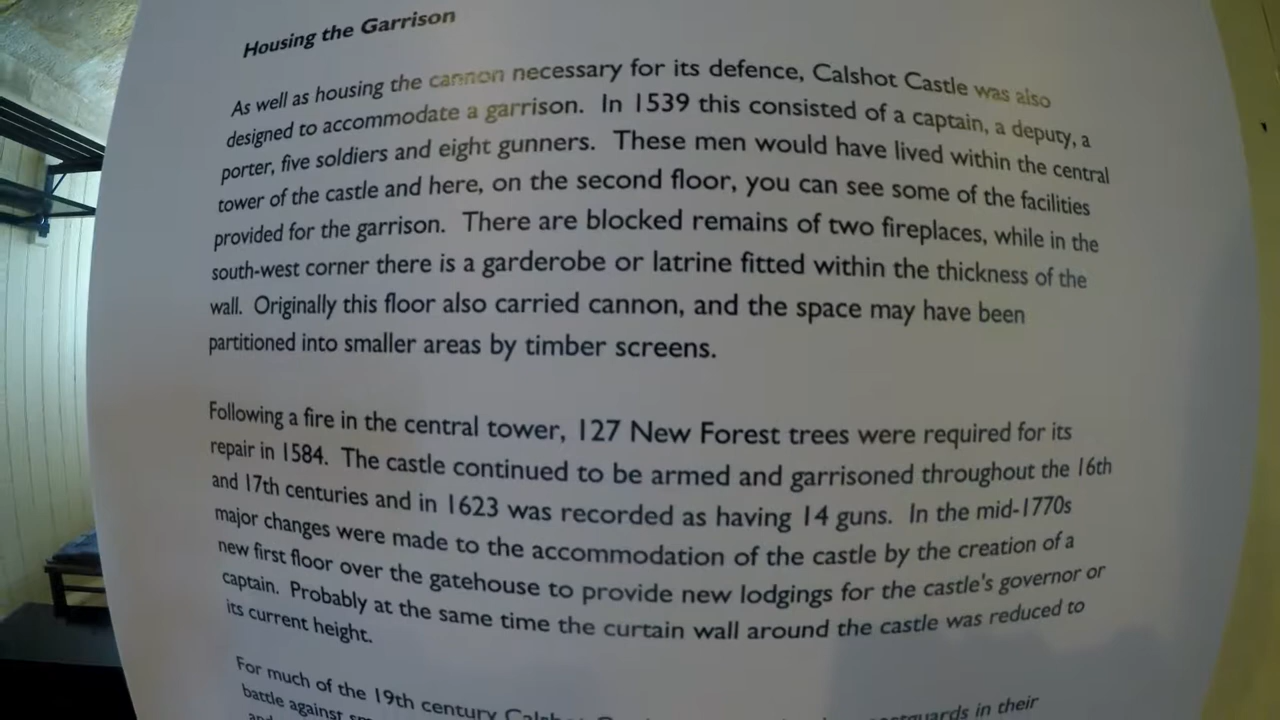 Housing the Garrison
As well as housing the cannon necessary for its defence, Calshot Castle was also
designed to accommodate a garrison. In 1539 this consisted of a captain, a deputy, a
porter, five soldiers and eight gunners. These men would have lived within the central
tower of the castle and here, on the second floor, you can see some of the facilities
provided for the garrison. There are blocked remains of two fireplaces, while in the
south-west corner there is a garderobe or latrine fitted within the thickness of the
wall. Originally this floor also carried cannon, and the space may have been
partitioned into smaller areas by timber screens.
Following a fire in the central tower, 127 New Forest trees were required for its
repair in 1584. The castle continued to be armed and garrisoned throughout the 16th
and 17th centuries and in 1623 was recorded as having 14 guns. In the mid-1770s
major changes were made to the accommodation of the castle by the creation of a
new first floor over the gatehouse to provide new lodgings for the castle's governor or
captain. Probably at the same time the curtain wall around the castle was reduced to
its current height.
For much of the 19th century in their
battle against